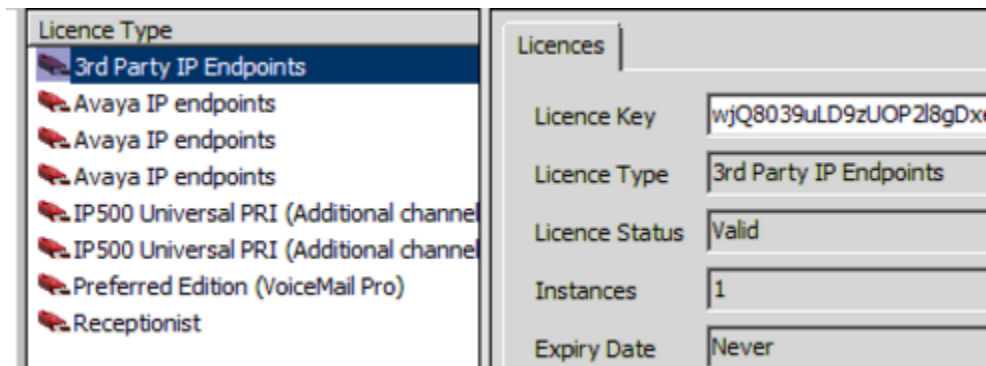 Licence Type
3rd Party IP Endpoints
Avaya IP endpoints
Avaya IP endpoints
Avaya IP endpoints
IP500 Universal PRI (Additional channel
IP500 Universal PRI (Additional channel
Preferred Edition (VoiceMail Pro)
Receptionist
Licences
Licence Key wjQ8039uLD9zUOP2l8gDxe
Licence Type 3rd Party IP Endpoints
Licence Status Valid
Instances 1
Expiry Date Never